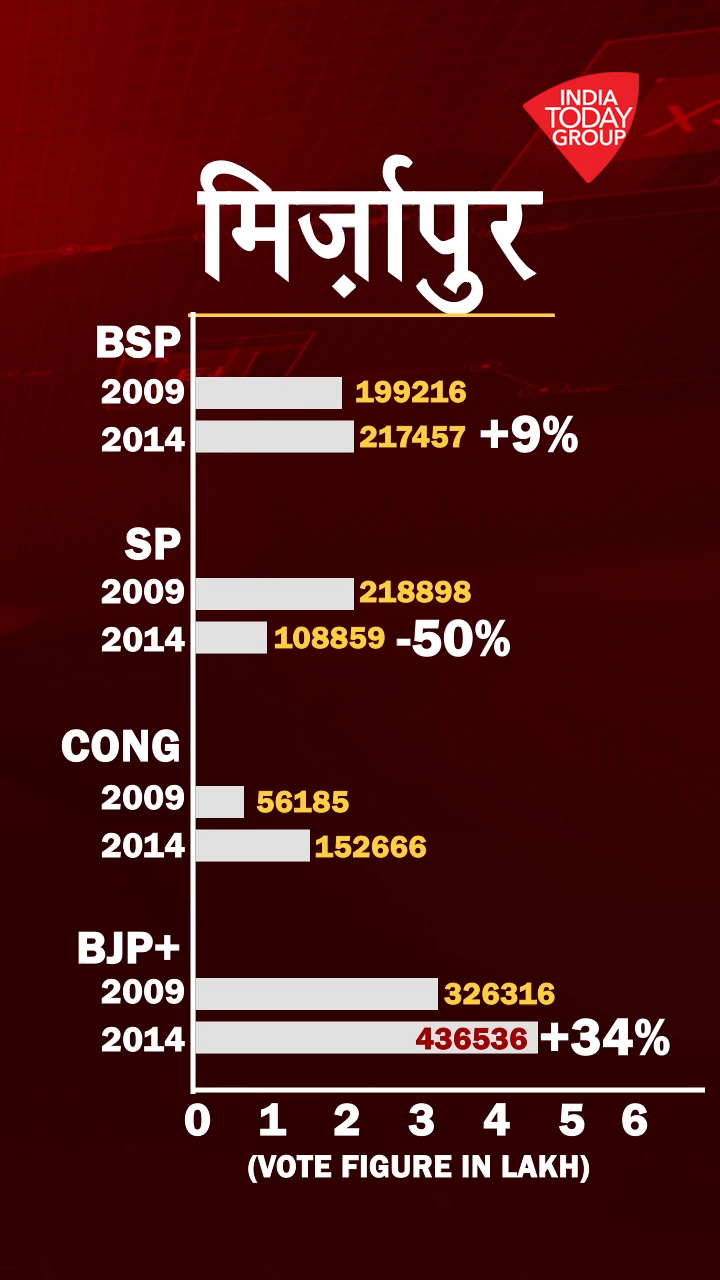 INDIA
TODAY
GROUP
मिर्ज़ापुर
BSP
2009 199216
2014 217457 +9%
SP
2009 218898
2014 108859 -50%
CONG
2009 56185
2014 152666
BJP+
2009 326316
2014 436536 +34%
0 1 2 3 4 5 6
(VOTE FIGURE IN LAKH)